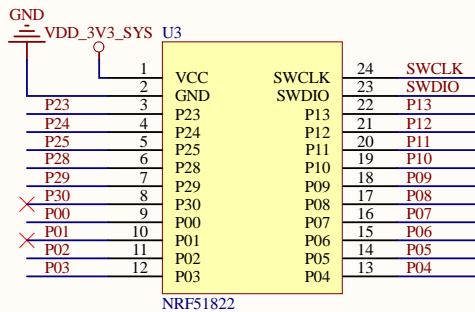 GND
VDD_3V3_SYS U3
1 VCC SWCLK 24 SWCLK
2 GND SWDIO 23 SWDIO
P23 3 P23 P13 22 P13
P24 4 P24 P12 21 P12
P25 5 P25 P11 20 P11
P28 6 P28 P10 19 P10
P29 7 P29 P09 18 P09
P30 8 P30 P08 17 P08
P00 9 P00 P07 16 P07
P01 10 P01 P06 15 P06
P02 11 P02 P05 14 P05
P03 12 P03 P04 13 P04
NRF51822